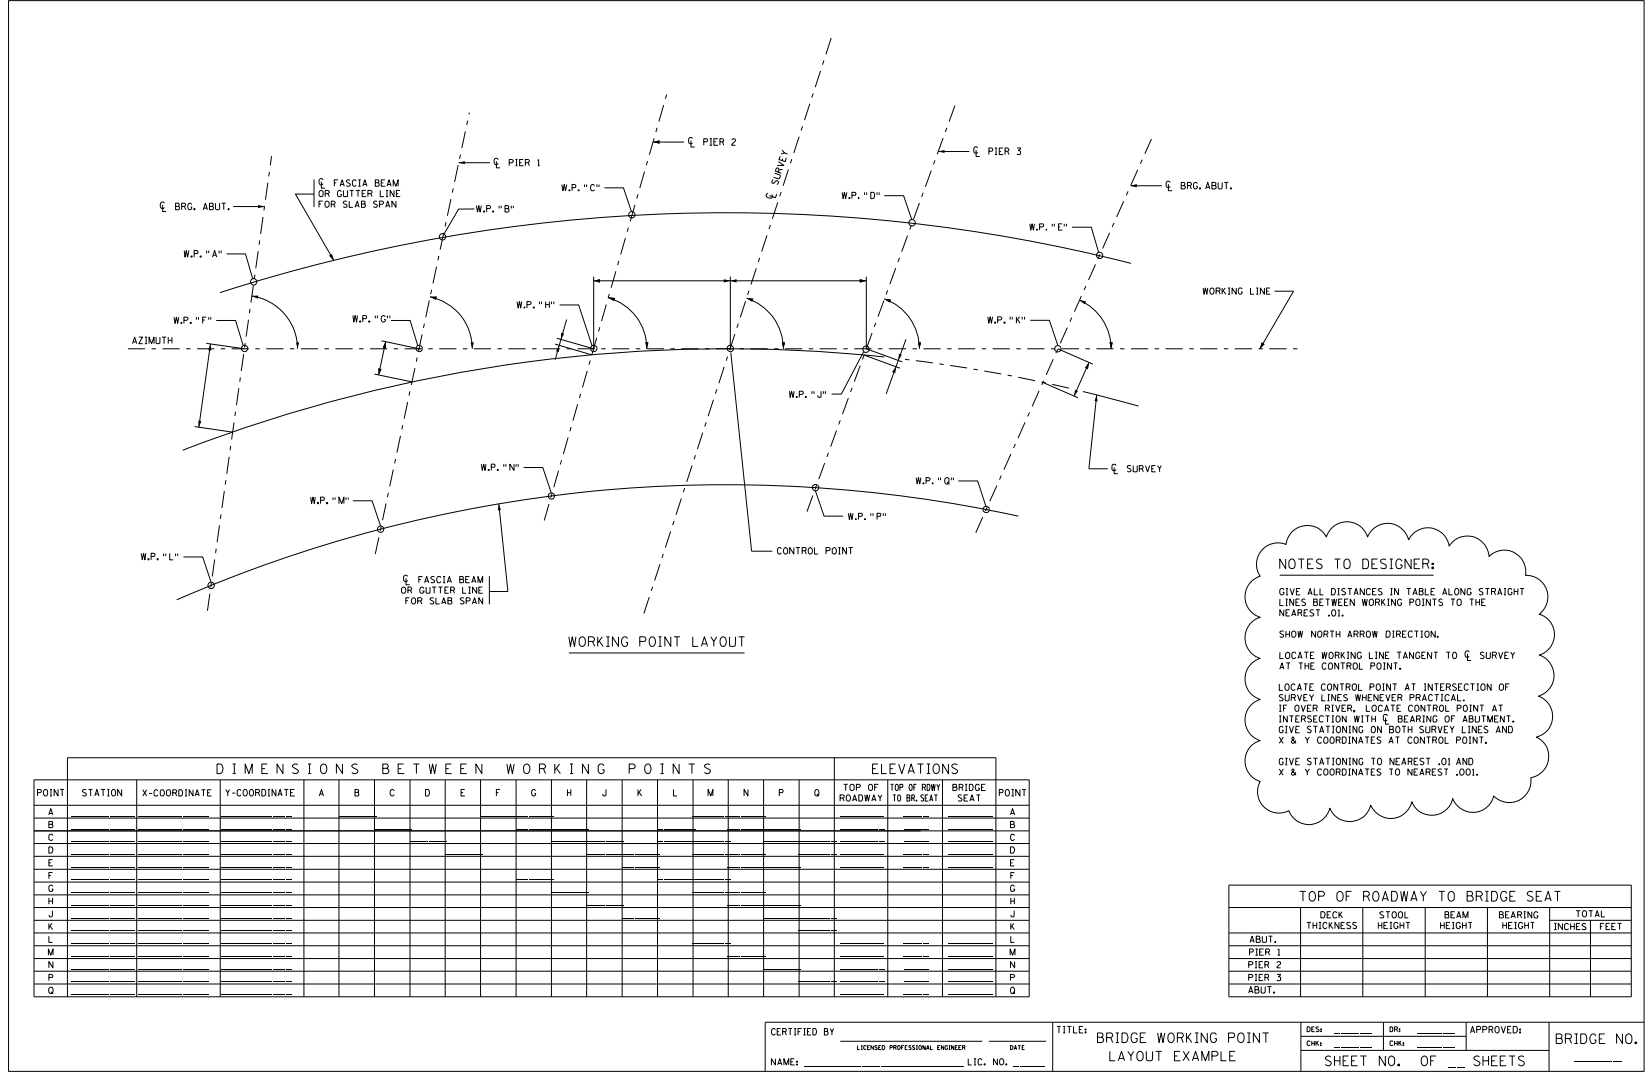 ℄ SURVEY
℄ PIER 2
℄ PIER 1
℄ PIER 3
℄ FASCIA BEAM
OR GUTTER LINE
FOR SLAB SPAN
℄ BRG. ABUT.
℄ BRG. ABUT.
W.P. "A"
W.P. "B"
W.P. "C"
W.P. "D"
W.P. "E"
WORKING LINE
W.P. "F"
W.P. "G"
W.P. "H"
W.P. "K"
AZIMUTH
W.P. "J"
℄ SURVEY
W.P. "L"
W.P. "M"
W.P. "N"
W.P. "P"
W.P. "Q"
CONTROL POINT
℄ FASCIA BEAM
OR GUTTER LINE
FOR SLAB SPAN
WORKING POINT LAYOUT
NOTES TO DESIGNER:
GIVE ALL DISTANCES IN TABLE ALONG STRAIGHT
LINES BETWEEN WORKING POINTS TO THE
NEAREST .01.
SHOW NORTH ARROW DIRECTION.
LOCATE WORKING LINE TANGENT TO ℄ SURVEY
AT THE CONTROL POINT.
LOCATE CONTROL POINT AT INTERSECTION OF
SURVEY LINES WHENEVER PRACTICAL.
IF OVER RIVER, LOCATE CONTROL POINT AT
INTERSECTION WITH ℄ BEARING OF ABUTMENT.
GIVE STATIONING ON BOTH SURVEY LINES AND
X & Y COORDINATES AT CONTROL POINT.
GIVE STATIONING TO NEAREST .01 AND
X & Y COORDINATES TO NEAREST .001.
DIMENSIONS BETWEEN WORKING POINTS ELEVATIONS
POINT STATION X-COORDINATE Y-COORDINATE A B C D E F G H J K L M N P Q TOP OF ROADWAY TOP OF RDWY TO BR. SEAT BRIDGE SEAT POINT
A A
B B
C C
D D
E E
F F
G G
H H
J J
K K
L L
M M
N N
P P
Q Q
TOP OF ROADWAY TO BRIDGE SEAT
DECK THICKNESS STOOL HEIGHT BEAM HEIGHT BEARING HEIGHT TOTAL
INCHES FEET
ABUT.
PIER 1
PIER 2
PIER 3
ABUT.
CERTIFIED BY
LICENSED PROFESSIONAL ENGINEER DATE
NAME: LIC. NO.
TITLE: BRIDGE WORKING POINT
LAYOUT EXAMPLE
DES: DR: APPROVED:
CHK: CHK:
SHEET NO. OF __ SHEETS
BRIDGE NO.